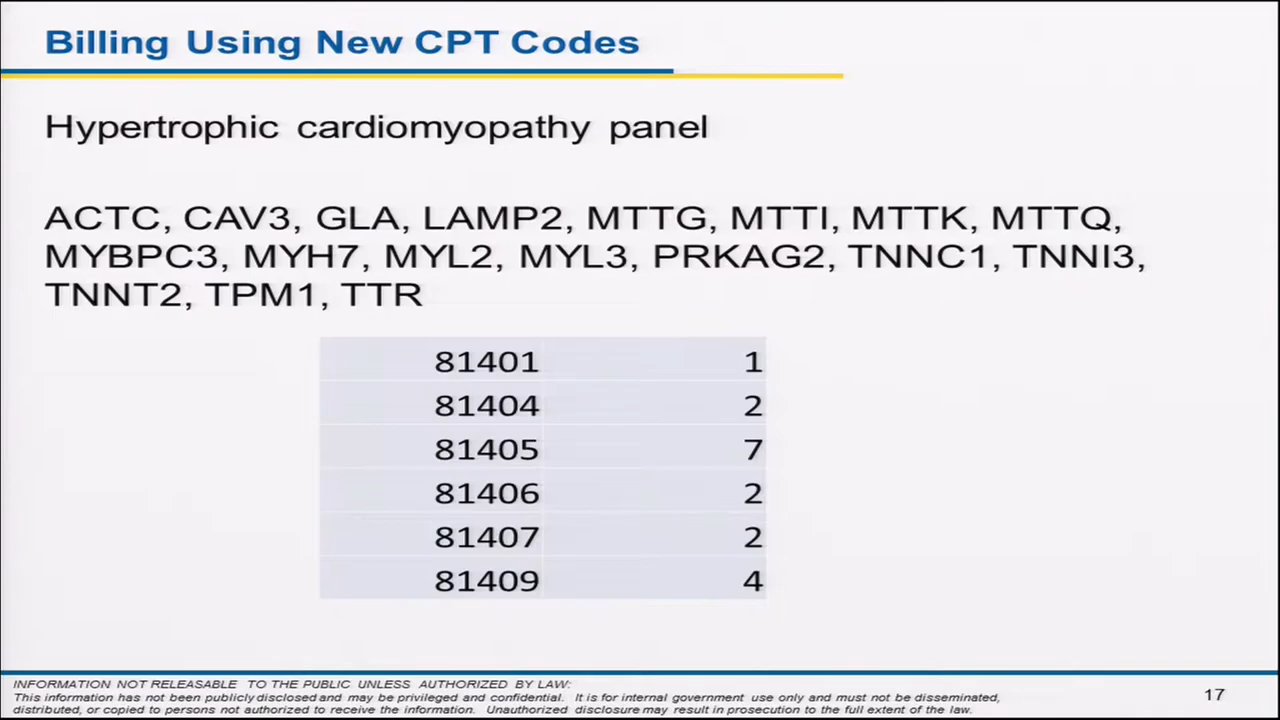 Billing Using New CPT Codes
Hypertrophic cardiomyopathy panel
ACTC, CAV3, GLA, LAMP2, MTTG, MTTI, MTTK, MTTQ,
MYBPC3, MYH7, MYL2, MYL3, PRKAG2, TNNC1, TNNI3,
TNNT2, TPM1, TTR
81401 1
81404 2
81405 7
81406 2
81407 2
81409 4
INFORMATION NOT RELEASABLE TO THE PUBLIC UNLESS AUTHORIZED BY LAW:
This information has not been publicly disclosed and may be privileged and confidential. It is for internal government use only and must not be disseminated,
distributed, or copied to persons not authorized to receive the information. Unauthorized disclosure may result in prosecution to the full extent of the law.
17